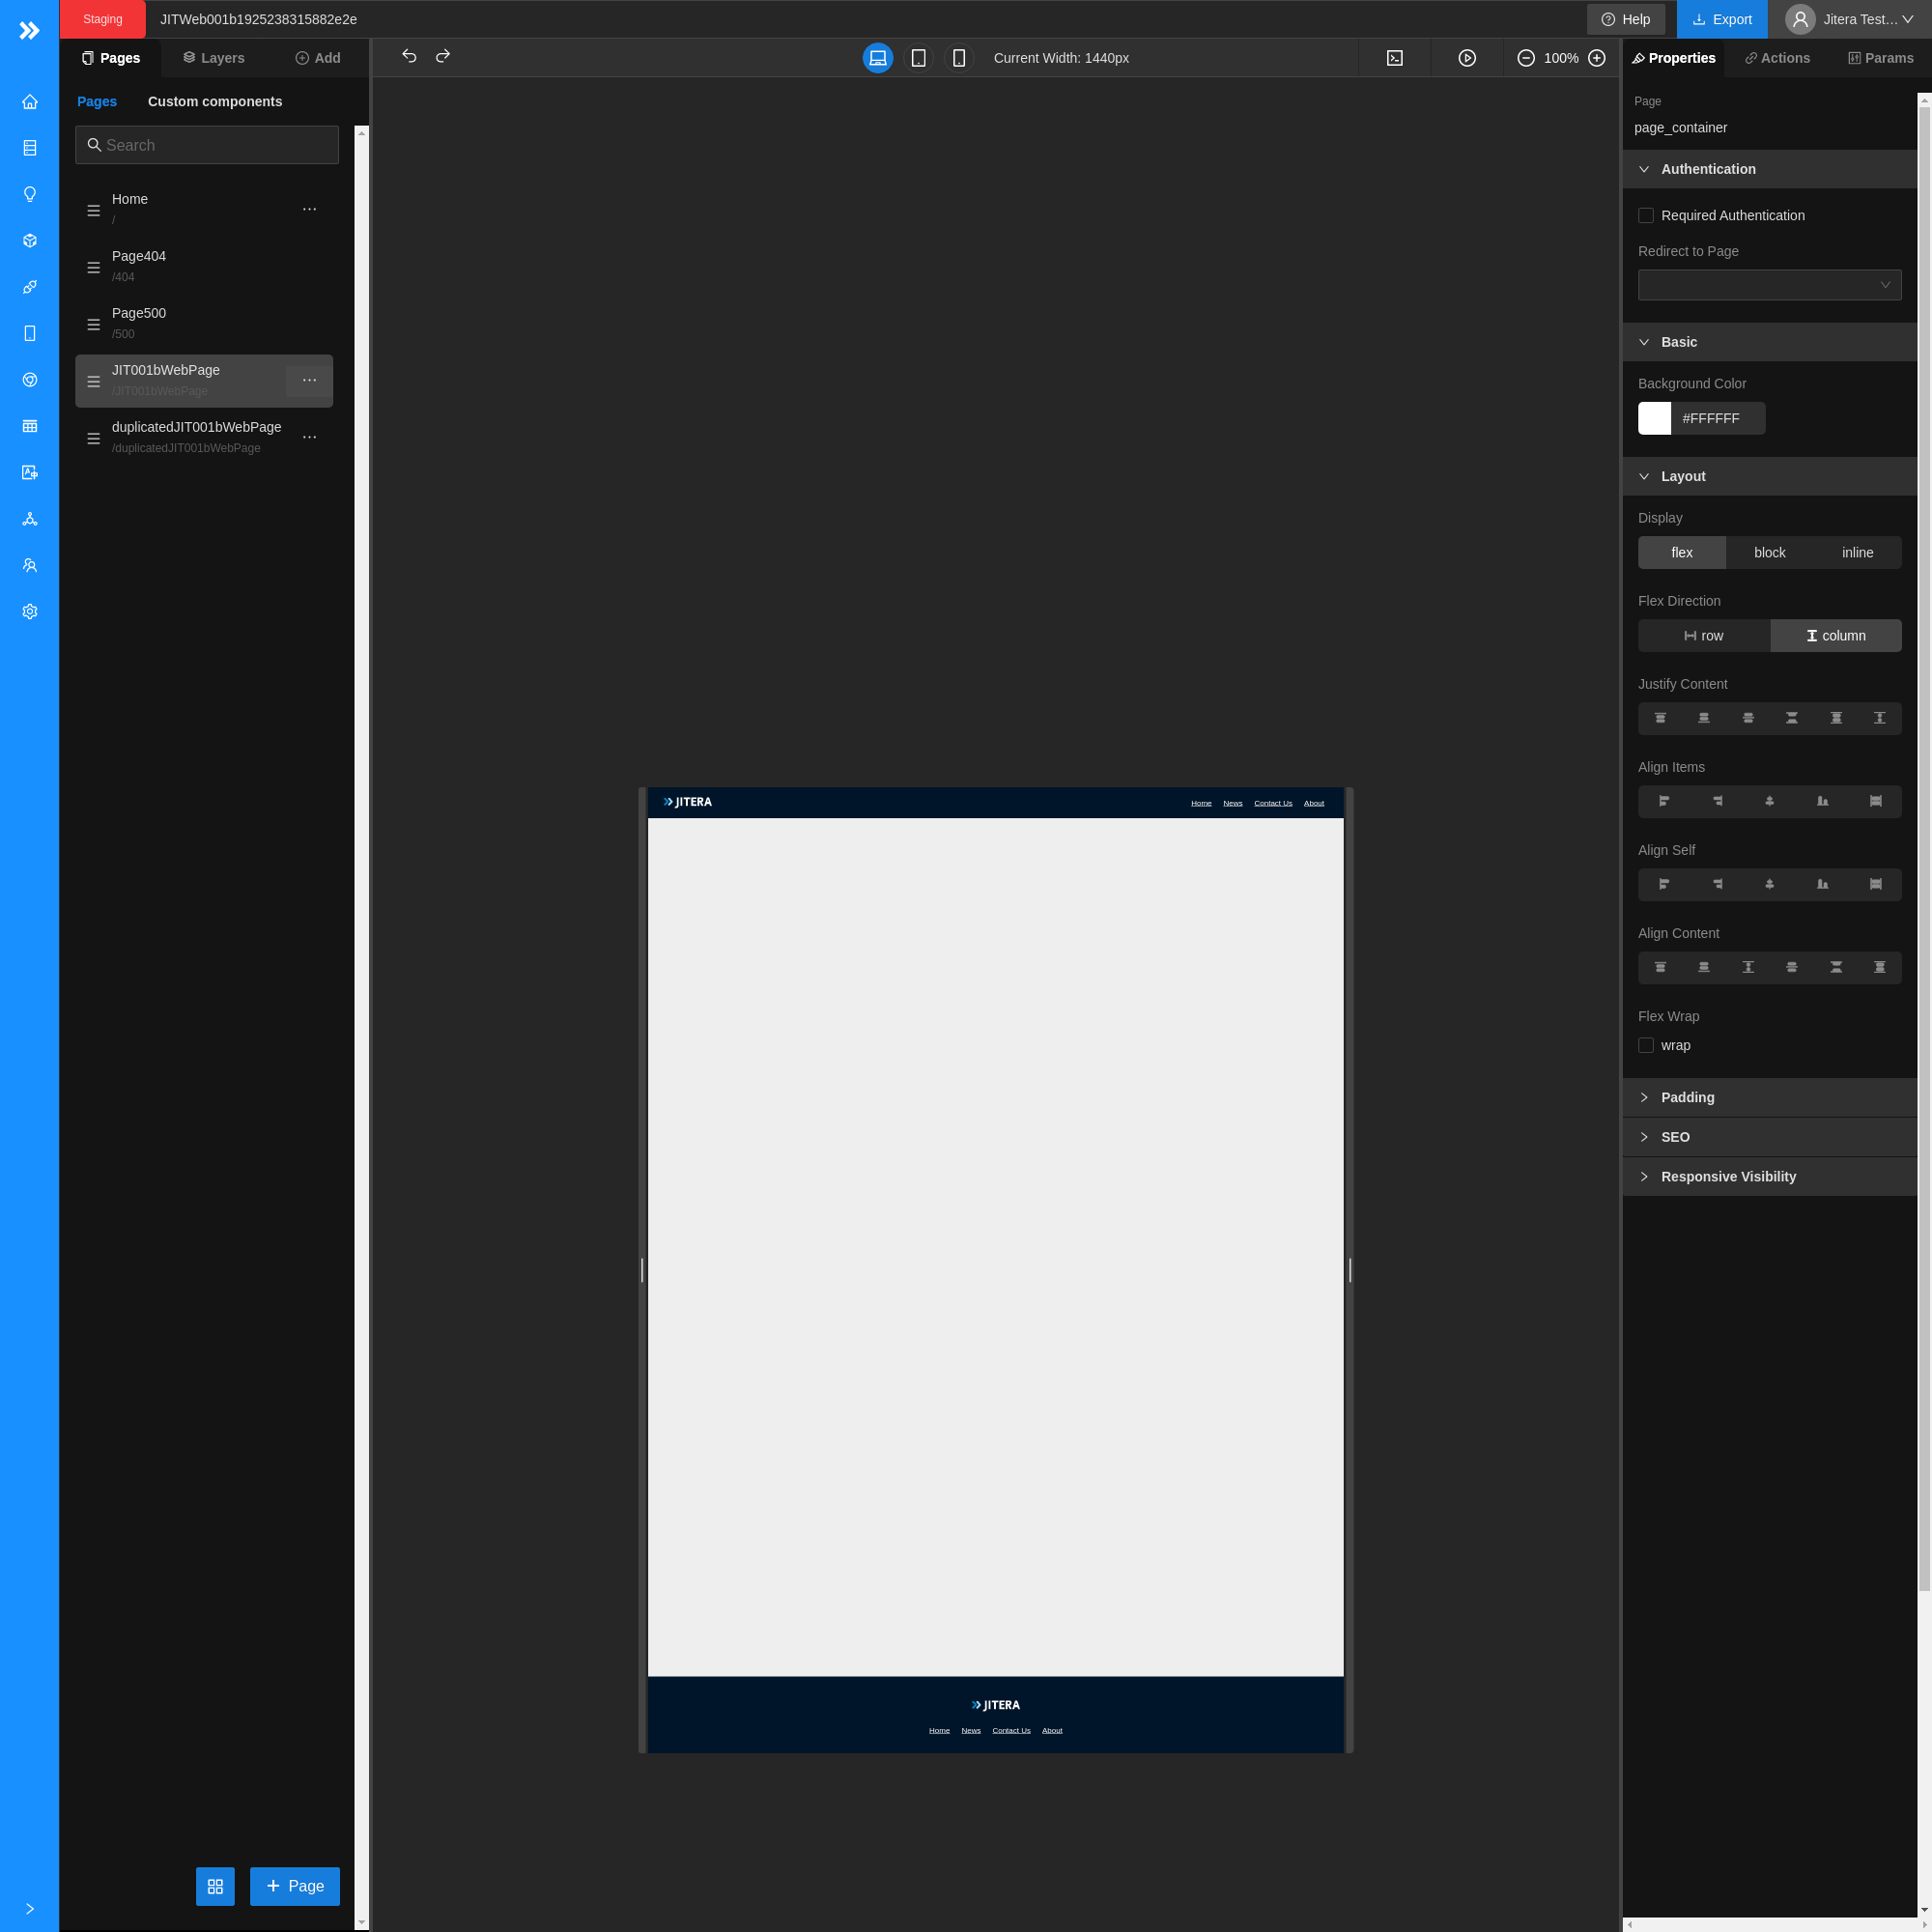 Staging
JITWeb001b1925238315882e2e
Help
Export
Jitera Test...
Pages
Layers
Add
Current Width: 1440px
100%
Properties
Actions
Params
Pages
Custom components
Search
Home
/
Page404
/404
Page500
/500
JIT001bWebPage
/JIT001bWebPage
duplicatedJIT001bWebPage
/duplicatedJIT001bWebPage
Page
JITERA
Home News Contact Us About
JITERA
Home News Contact Us About
Page
page_container
Authentication
Required Authentication
Redirect to Page
Basic
Background Color
#FFFFFF
Layout
Display
flex block inline
Flex Direction
row column
Justify Content
Align Items
Align Self
Align Content
Flex Wrap
wrap
Padding
SEO
Responsive Visibility